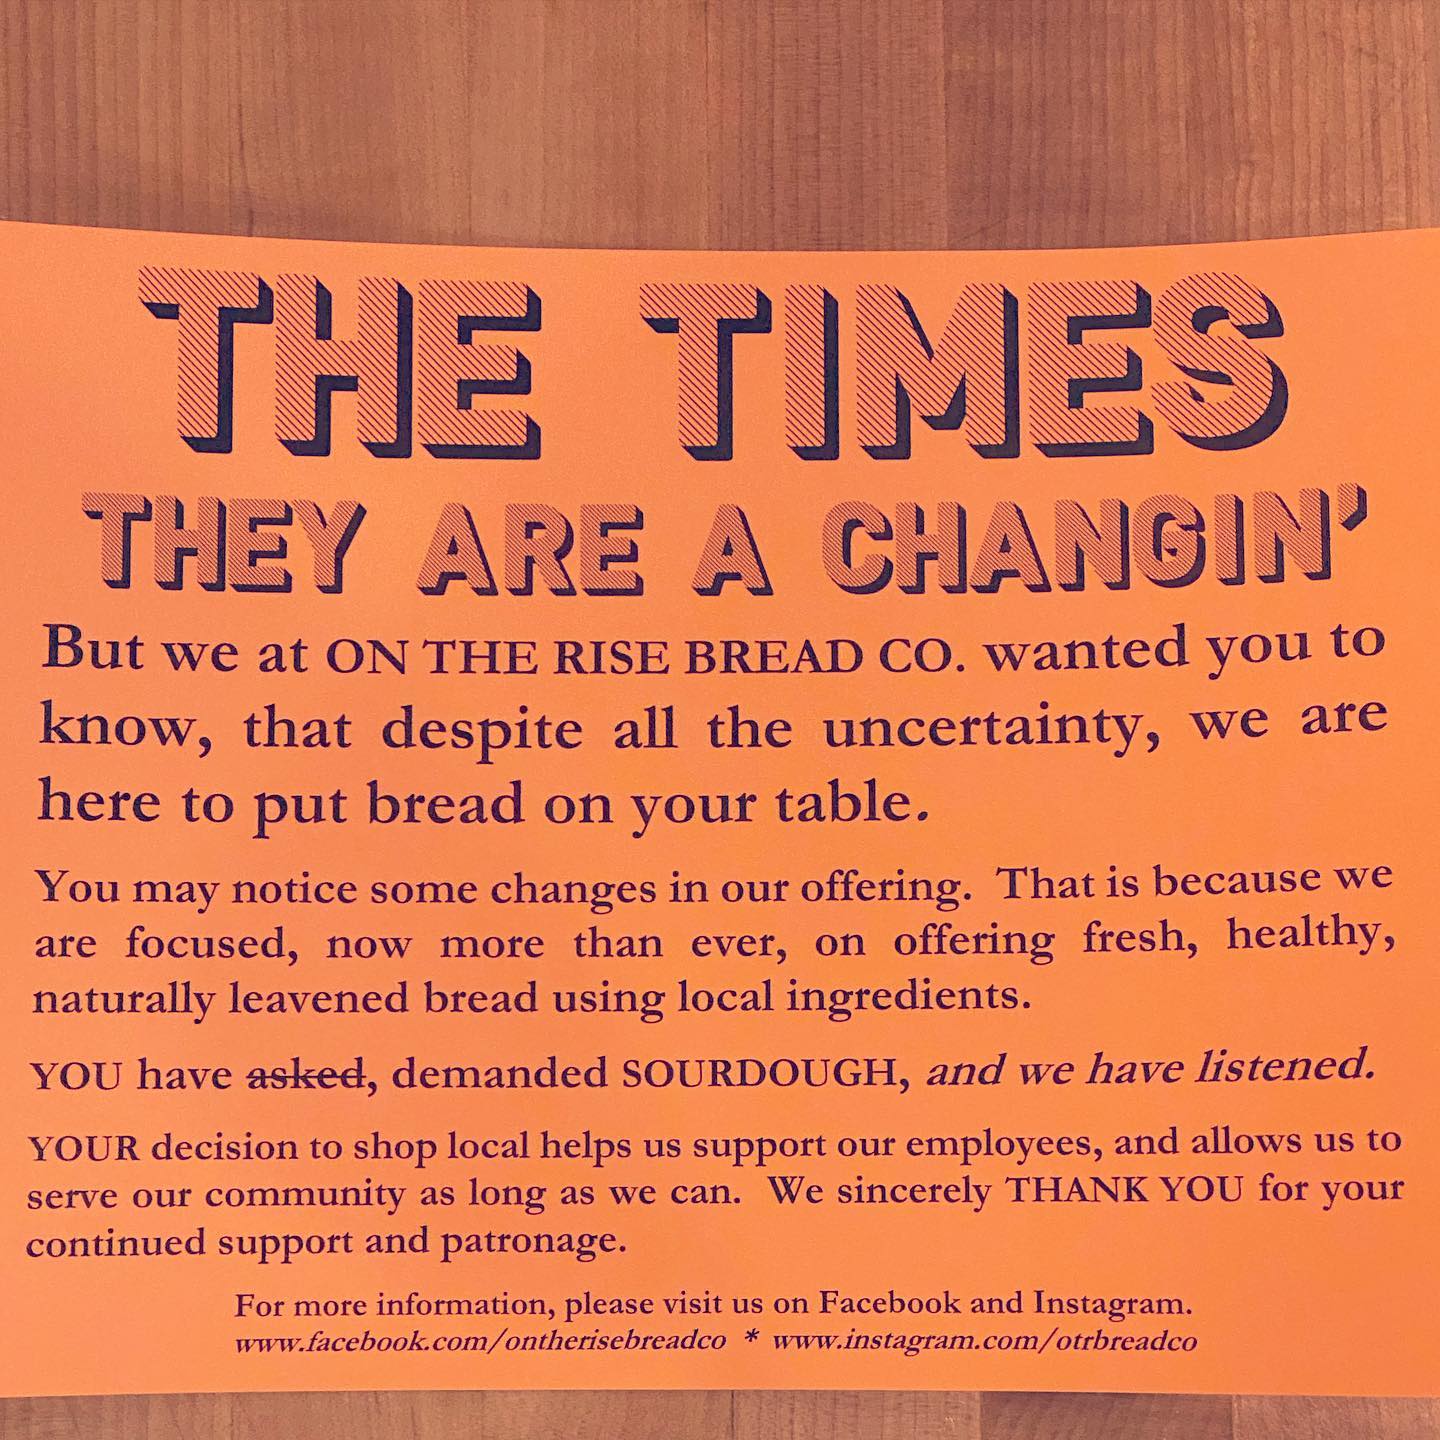 THE TIMES
THEY ARE A CHANGIN'
But we at ON THE RISE BREAD CO. wanted you to
know, that despite all the uncertainty, we are
here to put bread on your table.
You may notice some changes in our offering. That is because we
are focused, now more than ever, on offering fresh, healthy,
naturally leavened bread using local ingredients.
YOU have asked, demanded SOURDOUGH, and we have listened.
YOUR decision to shop local helps us support our employees, and allows us to
serve our community as long as we can. We sincerely THANK YOU for your
continued support and patronage.
For more information, please visit us on Facebook and Instagram.
www.facebook.com/ontherisebreadco * www.instagram.com/otrbreadco